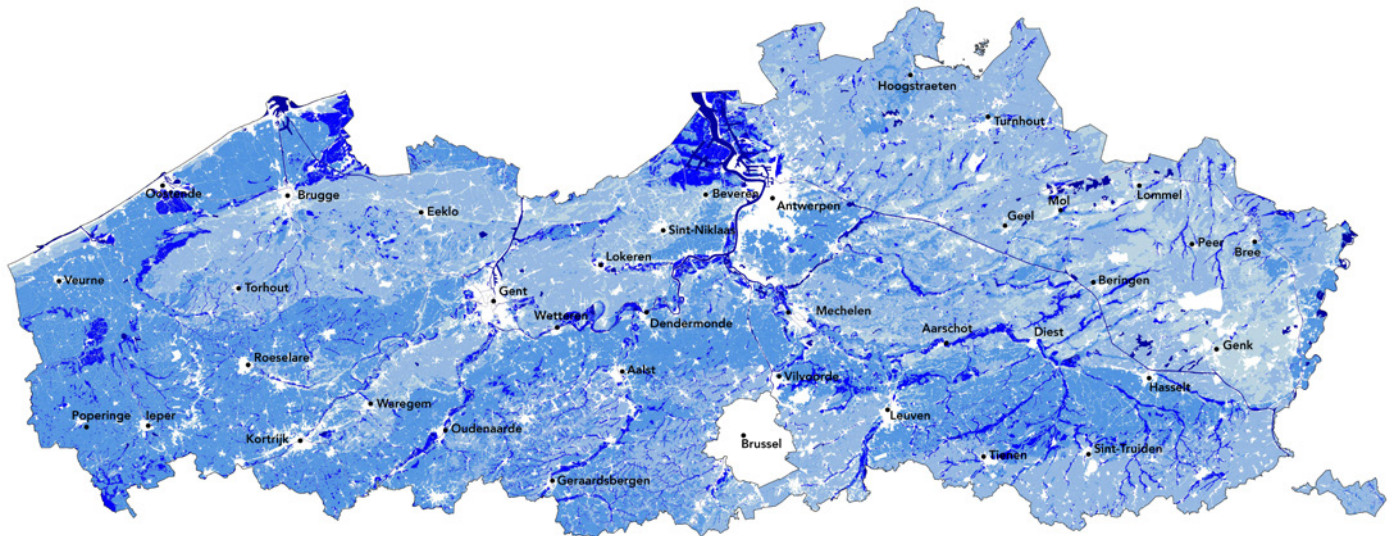 Hoogstraeten
Turnhout
Oostende
Brugge
Eeklo
Beveren
Antwerpen
Lommel
Mol
Geel
Sint-Niklaas
Peer
Bree
Lokeren
Veurne
Torhout
Gent
Beringen
Wetteren
Dendermonde
Mechelen
Aarschot
Diest
Genk
Roeselare
Aalst
Vilvoorde
Hasselt
Waregem
Leuven
Poperinge
Ieper
Kortrijk
Oudenaarde
Brussel
Tienen
Sint-Truiden
Geraardsbergen